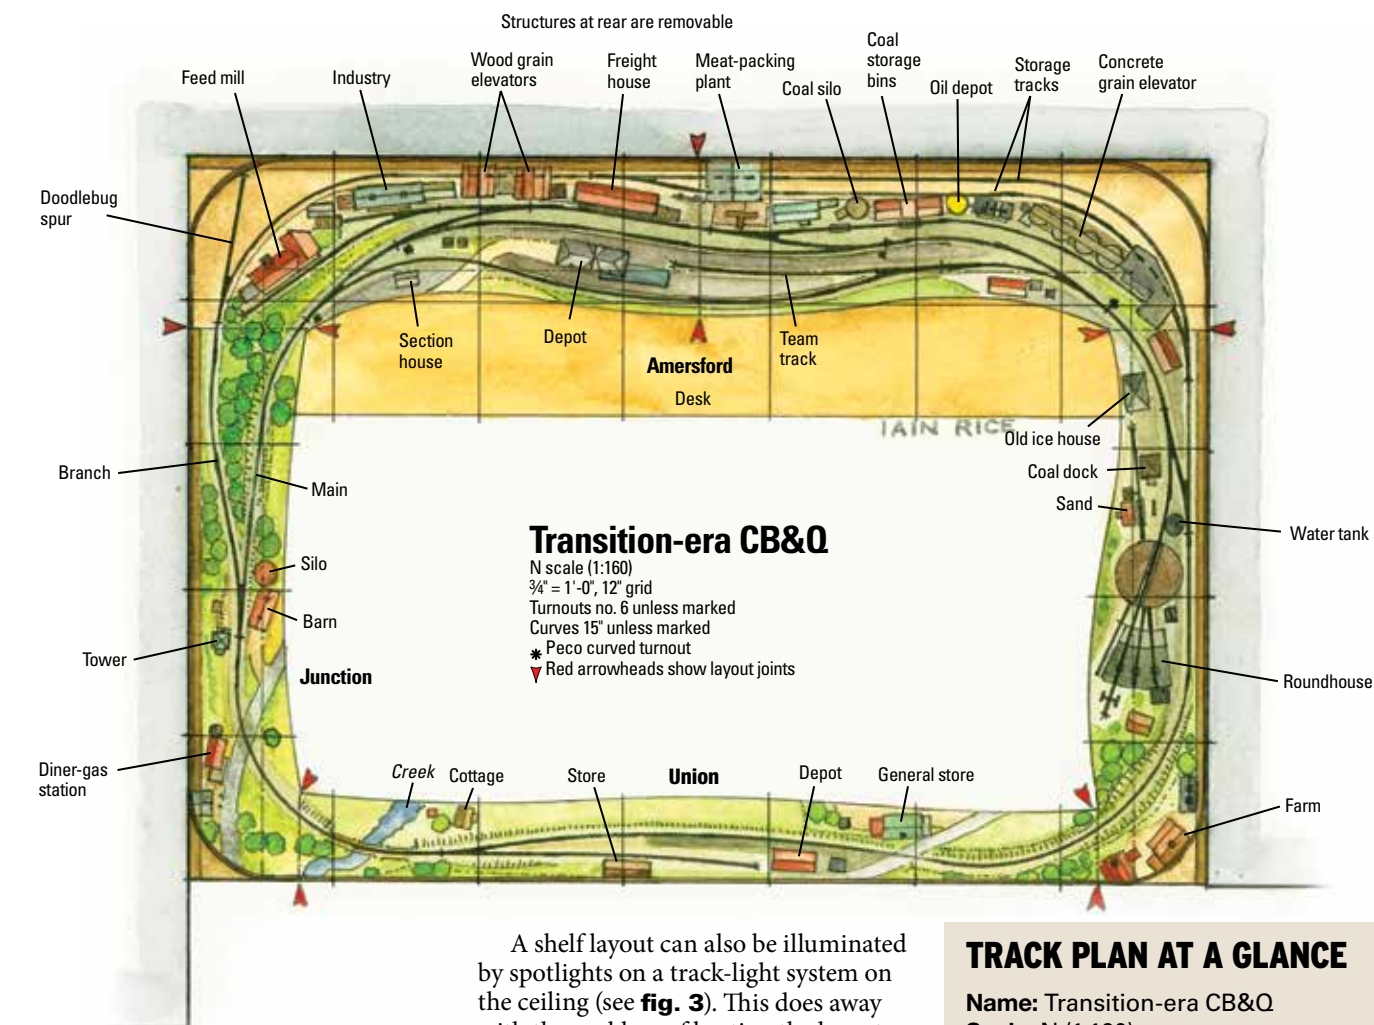 Structures at rear are removable
Feed mill
Industry
Wood grain
elevators
Freight
house
Meat-packing
plant
Coal silo
Coal
storage
bins
Oil depot
Storage
tracks
Concrete
grain elevator
Doodlebug
spur
Section
house
Depot
Team
track
Amersford
Desk
IAIN RICE
Old ice house
Coal dock
Sand
Water tank
Branch
Main
Silo
Barn
Tower
Junction
Transition-era CB&Q
N scale (1:160)
¾" = 1'-0", 12" grid
Turnouts no. 6 unless marked
Curves 15" unless marked
Peco curved turnout
Red arrowheads show layout joints
Roundhouse
Diner-gas
station
Creek
Cottage
Store
Union
Depot
General store
Farm
A shelf layout can also be illuminated
by spotlights on a track-light system on
the ceiling (see fig. 3). This does away
TRACK PLAN AT A GLANCE
Name: Transition-era CB&Q